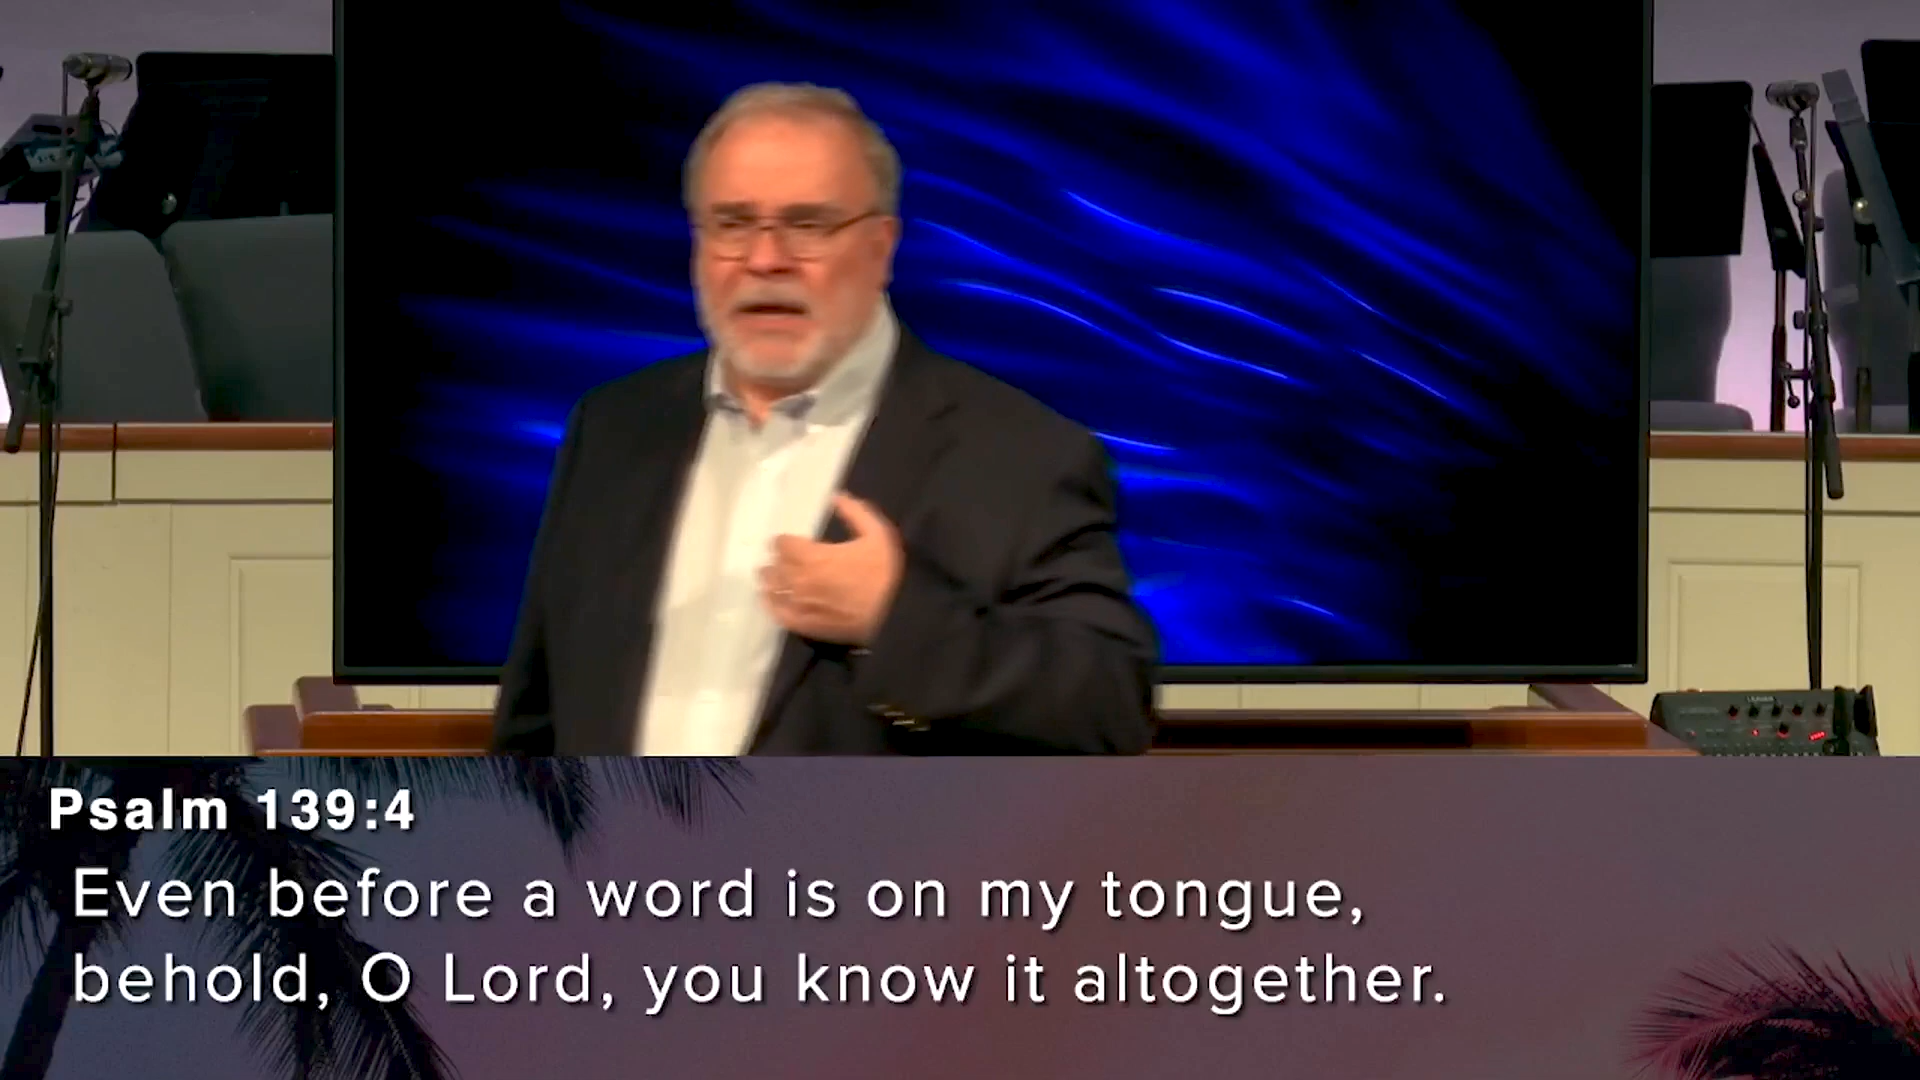 Psalm 139:4
Even before a word is on my tongue,
behold, O Lord, you know it altogether.